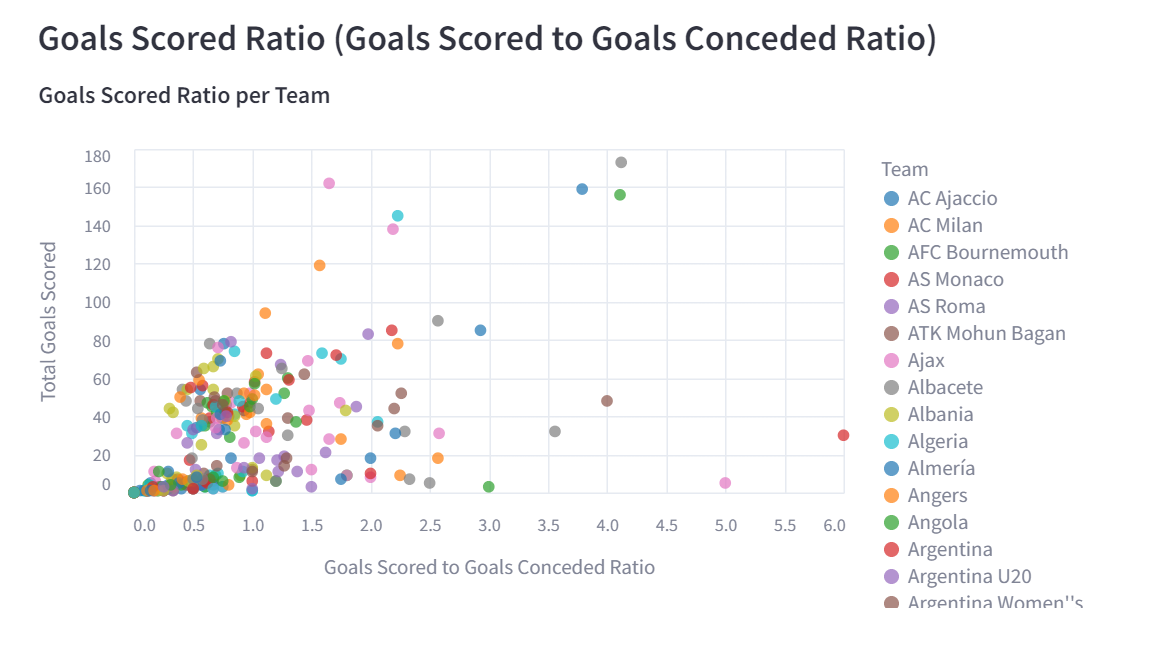 Goals Scored Ratio (Goals Scored to Goals Conceded Ratio)
Goals Scored Ratio per Team
Total Goals Scored
180
160
140
120
100
80
60
40
20
0
0.0 0.5 1.0 1.5 2.0 2.5 3.0 3.5 4.0 4.5 5.0 5.5 6.0
Goals Scored to Goals Conceded Ratio
Team
AC Ajaccio
AC Milan
AFC Bournemouth
AS Monaco
AS Roma
ATK Mohun Bagan
Ajax
Albacete
Albania
Algeria
Almería
Angers
Angola
Argentina
Argentina U20
Argentina Women''s